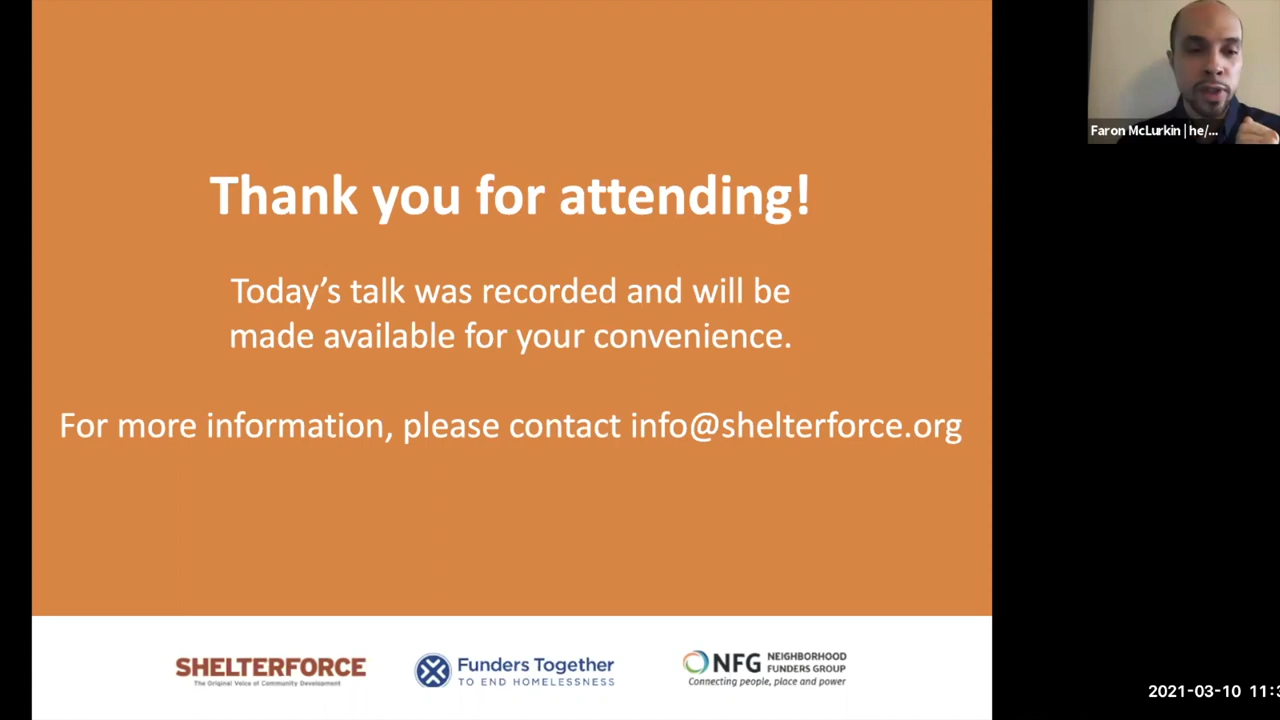 Thank you for attending!
Today’s talk was recorded and will be
made available for your convenience.
For more information, please contact info@shelterforce.org
SHELTERFORCE
The Original Voice of Community Development
Funders Together
TO END HOMELESSNESS
NFG NEIGHBORHOOD
FUNDERS GROUP
Connecting people, place and power
Faron McLurkin | he/...
2021-03-10 11:3